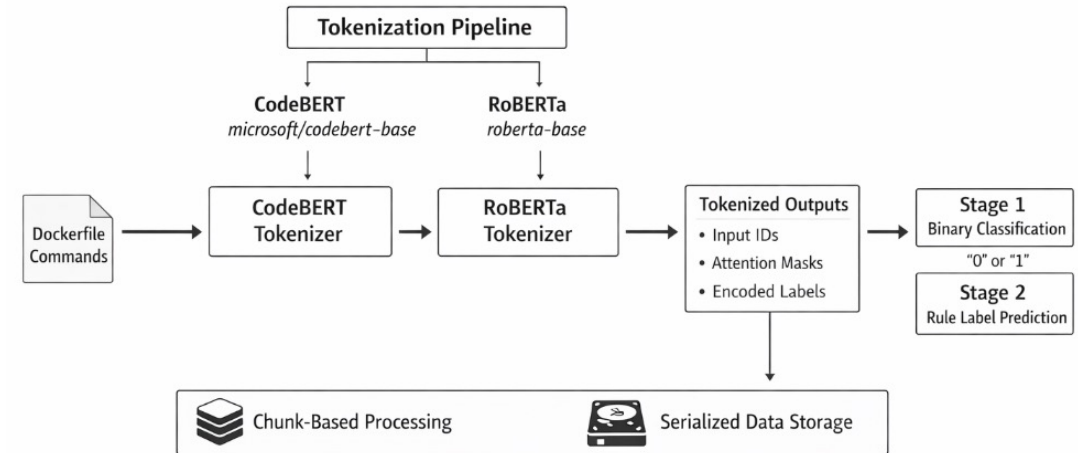 Tokenization Pipeline
CodeBERT
microsoft/codebert-base
RoBERTa
roberta-base
Dockerfile
Commands
CodeBERT
Tokenizer
RoBERTa
Tokenizer
Tokenized Outputs
• Input IDs
• Attention Masks
• Encoded Labels
Stage 1
Binary Classification
“0” or “1”
Stage 2
Rule Label Prediction
Chunk-Based Processing
Serialized Data Storage